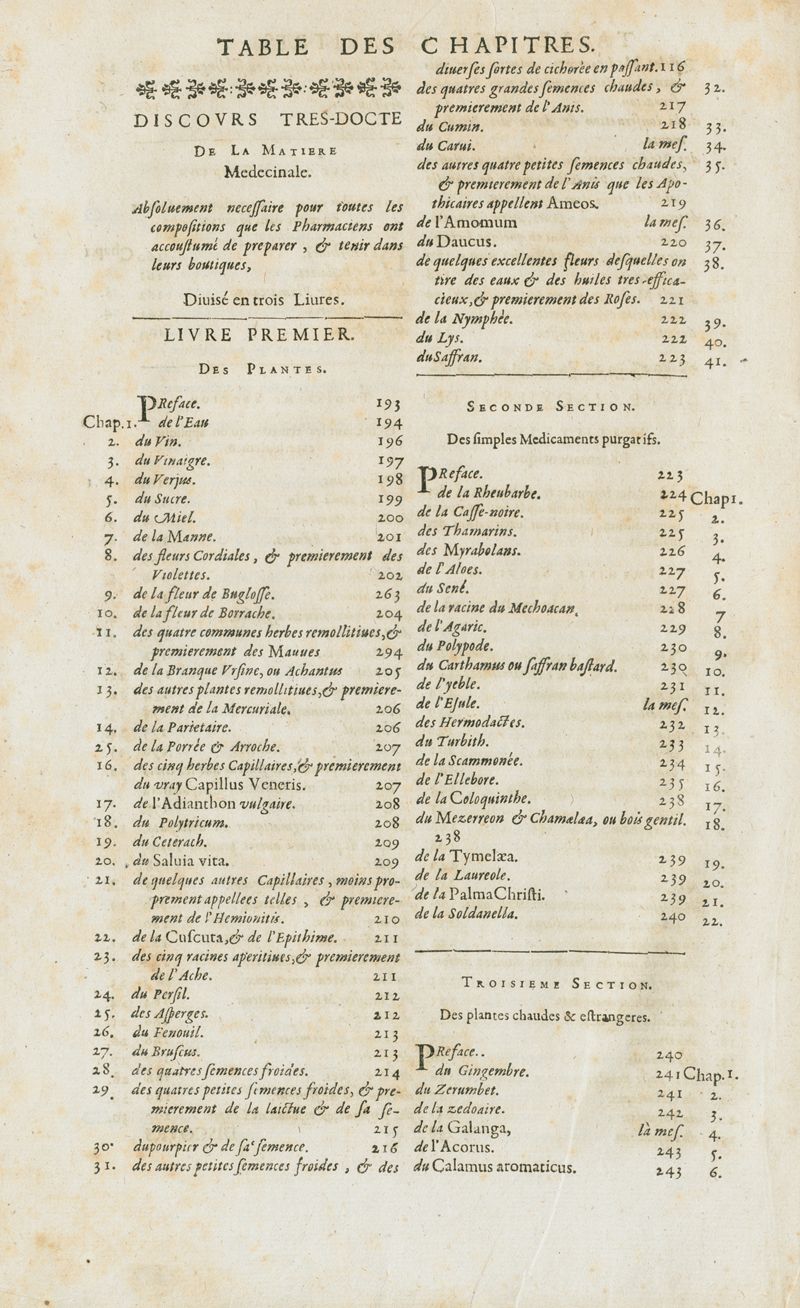 TABLE DES CHAPITRES.
DISCOVRS TRES-DOCTE
DE LA MATIERE
Medecinale.
Abſoluement neceſſaire pour toutes les
compoſitions que les Pharmaciens ont
accouſtumé de preparer , & tenir dans
leurs boutiques,
Diuisé en trois Liures.
LIVRE PREMIER.
DES PLANTES.
PReface. 193
Chap.1. de l'Eau 194
2. du Vin. 196
3. du Vinaigre. 197
4. du Verjus. 198
5. du Sucre. 199
6. du Miel. 200
7. de la Manne. 201
8. des fleurs Cordiales , & premierement des
Violettes. 202
9. de la fleur de Bugloſſe. 263
10. de la fleur de Borrache. 204
11. des quatre communes herbes remollitiues,&
premierement des Mauues 294
12. de la Branque Vrſine, ou Achantus 205
13. des autres plantes remollitiues,& premiere-
ment de la Mercuriale. 206
14. de la Parietaire. 206
25. de la Porrée & Arroche. 207
16. des cinq herbes Capillaires,& premierement
du vray Capillus Veneris. 207
17. de l'Adianthon vulgaire. 208
18. du Polytricum. 208
19. du Ceterach. 209
20. du Saluia vita. 209
21. de quelques autres Capillaires , moins pro-
prement appellees telles , & premiere-
ment de l'Hemionitis. 210
22. de la Cuſcuta,& de l'Epithime. 211
23. des cinq racines aperitiues,& premierement
de l'Ache. 211
24. du Perſil. 212
25. des Aſperges. 212
26. du Fenouil. 213
27. du Bruſcus. 213
28. des quatres ſemences froides. 214
29. des quatres petites ſemences froides, & pre-
mierement de la laictue & de ſa ſe-
mence. 215
30. du pourpier & de ſa ſemence. 216
31. des autres petites ſemences froides , & des
diuerſes ſortes de cichorée en paſſant. 116
des quatres grandes ſemences chaudes , & 32.
premierement de l'Anis. 217
du Cumin. 218 33.
du Carui. la meſ. 34.
des autres quatre petites ſemences chaudes, 35.
& premierement de l'Anis que les Apo-
thicaires appellent Ameos. 219
de l'Amomum la meſ. 36.
du Daucus. 220 37.
de quelques excellentes fleurs deſquelles on 38.
tire des eaux & des huiles tres-effica-
cieux,& premierement des Roſes. 221
de la Nymphée. 222 39.
du Lys. 222 40.
du Saffran. 223 41.
SECONDE SECTION.
Des ſimples Medicaments purgatifs.
PReface. 223
de la Rheubarbe. 224 Chap1.
de la Caſſe-noire. 225 2.
des Thamarins. 225 3.
des Myrabolans. 226 4.
de l'Aloes. 227 5.
du Sené. 227 6.
de la racine du Mechoacan, 228 7
de l'Agaric. 229 8.
du Polypode. 230 9.
du Carthamus ou ſaffran baſtard. 230 10.
de l'yeble. 231 11.
de l'Eſule. la meſ. 12.
des Hermodactes. 232 13.
du Turbith. 233 14.
de la Scammonée. 234 15.
de l'Ellebore. 235 16.
de la Coloquinthe. 238 17.
du Mezerreon & Chamælaa, ou bois gentil. 18.
238
de la Tymelæa. 239 19.
de la Laureole. 239 20.
de la PalmaChriſti. 239 21.
de la Soldanella. 240 22.
TROISIEME SECTION.
Des plantes chaudes & eſtrangeres.
PReface.. 240
du Gingembre. 241 Chap.1.
du Zerumbet. 241 2.
de la zedoaire. 242 3.
de la Galanga, la meſ. 4.
de l'Acorus. 243 5.
du Calamus aromaticus. 243 6.